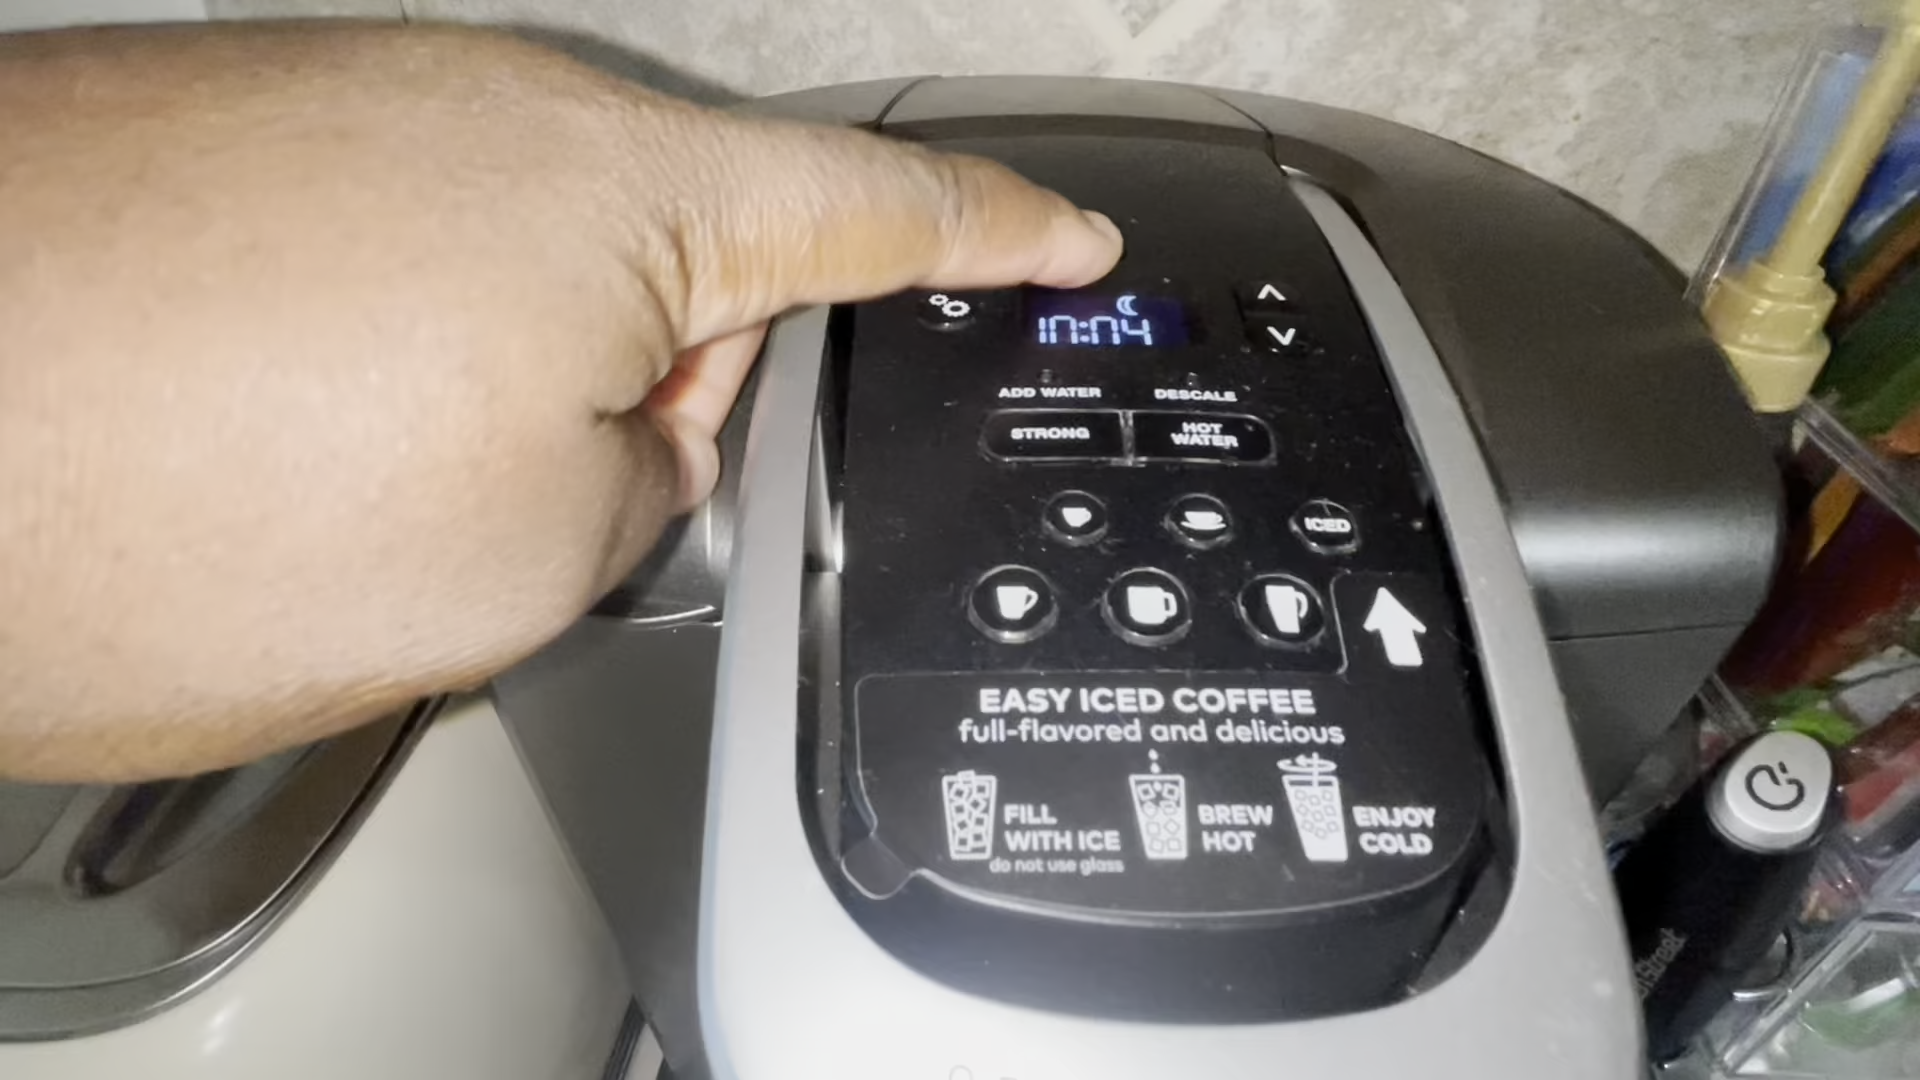 10:04
ADD WATER DESCALE
STRONG HOT WATER
ICED
EASY ICED COFFEE
full-flavored and delicious
FILL WITH ICE
do not use glass
BREW HOT
ENJOY COLD